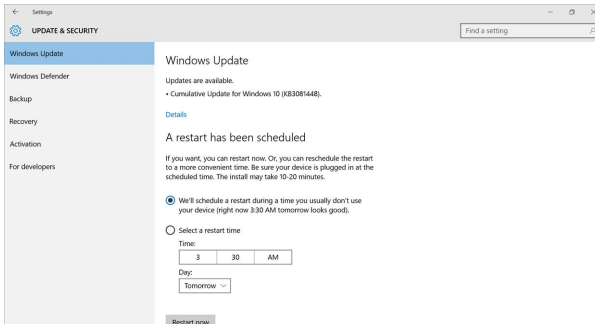 Settings
UPDATE & SECURITY
Find a setting
Windows Update
Windows Defender
Backup
Recovery
Activation
For developers
Windows Update
Updates are available.
• Cumulative Update for Windows 10 (KB3081448).
Details
A restart has been scheduled
If you want, you can restart now. Or, you can reschedule the restart
to a more convenient time. Be sure your device is plugged in at the
scheduled time. The install may take 10-20 minutes.
We'll schedule a restart during a time you usually don't use
your device (right now 3:30 AM tomorrow looks good).
Select a restart time
Time:
3 30 AM
Day:
Tomorrow
Restart now